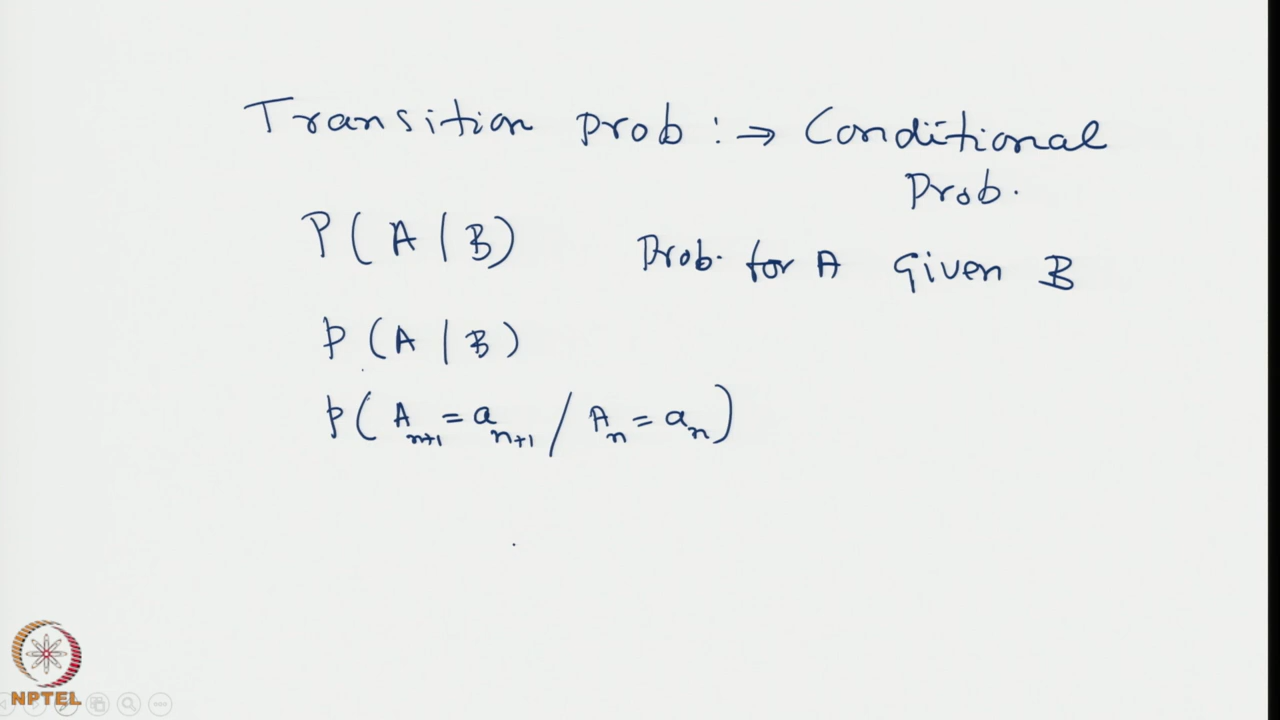 Transition prob : ⇒ Conditional
Prob.
P(A|B) Prob. for A Given B
p(A|B)
p(A_{n+1} = a_{n+1} / A_n = a_n)
NPTEL